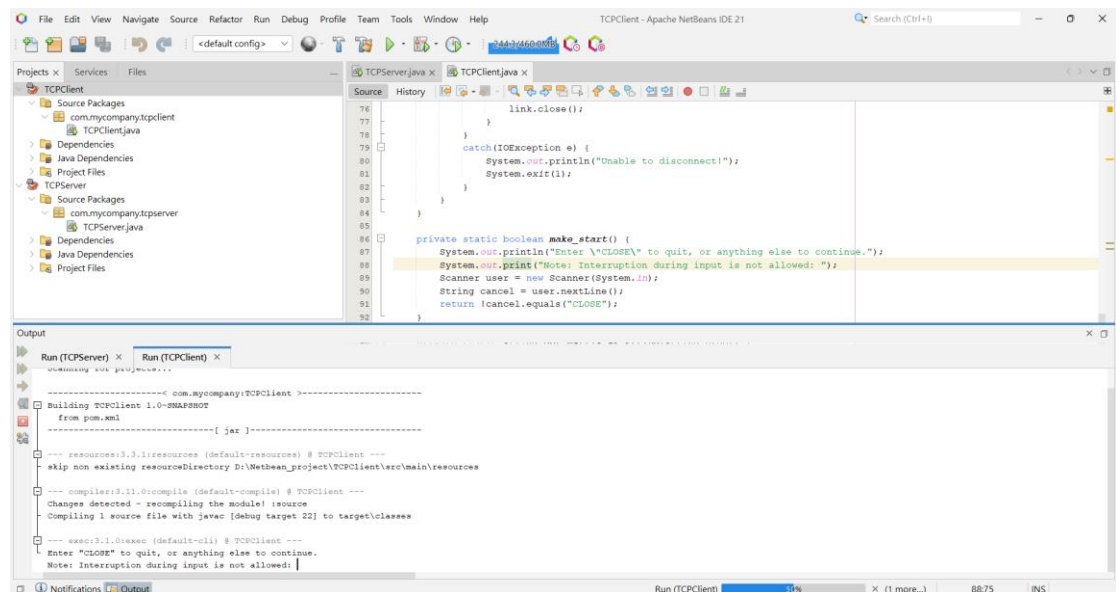 File Edit View Navigate Source Refactor Run Debug Profile Team Tools Window Help TCPClient - Apache NetBeans IDE 21 Search (Ctrl+I)
<default config> 244.3/460.0MB
Projects × Services Files
TCPServer.java × TCPClient.java ×
Source History
TCPClient
Source Packages
com.mycompany.tcpclient
TCPClient.java
Dependencies
Java Dependencies
Project Files
TCPServer
Source Packages
com.mycompany.tcpserver
TCPServer.java
Dependencies
Java Dependencies
Project Files
76 link.close();
77 }
78 }
79 catch(IOException e) {
80 System.out.println("Unable to disconnect!");
81 System.exit(1);
82 }
83 }
84 }
85
86 private static boolean make_start() {
87 System.out.println("Enter \"CLOSE\" to quit, or anything else to continue.");
88 System.out.print("Note: Interruption during input is not allowed: ");
89 Scanner user = new Scanner(System.in);
90 String cancel = user.nextLine();
91 return !cancel.equals("CLOSE");
92 }
Output
Run (TCPServer) × Run (TCPClient) ×
Scanning for projects...
----------------------< com.mycompany:TCPClient >-----------------------
Building TCPClient 1.0-SNAPSHOT
from pom.xml
--------------------------------[ jar ]---------------------------------
--- resources:3.3.1:resources (default-resources) @ TCPClient ---
skip non existing resourceDirectory D:\Netbean_project\TCPClient\src\main\resources
--- compiler:3.11.0:compile (default-compile) @ TCPClient ---
Changes detected - recompiling the module! :source
Compiling 1 source file with javac [debug target 22] to target\classes
--- exec:3.1.0:exec (default-cli) @ TCPClient ---
Enter "CLOSE" to quit, or anything else to continue.
Note: Interruption during input is not allowed:
Notifications Output Run (TCPClient) 50% × (1 more...) 88:75 INS